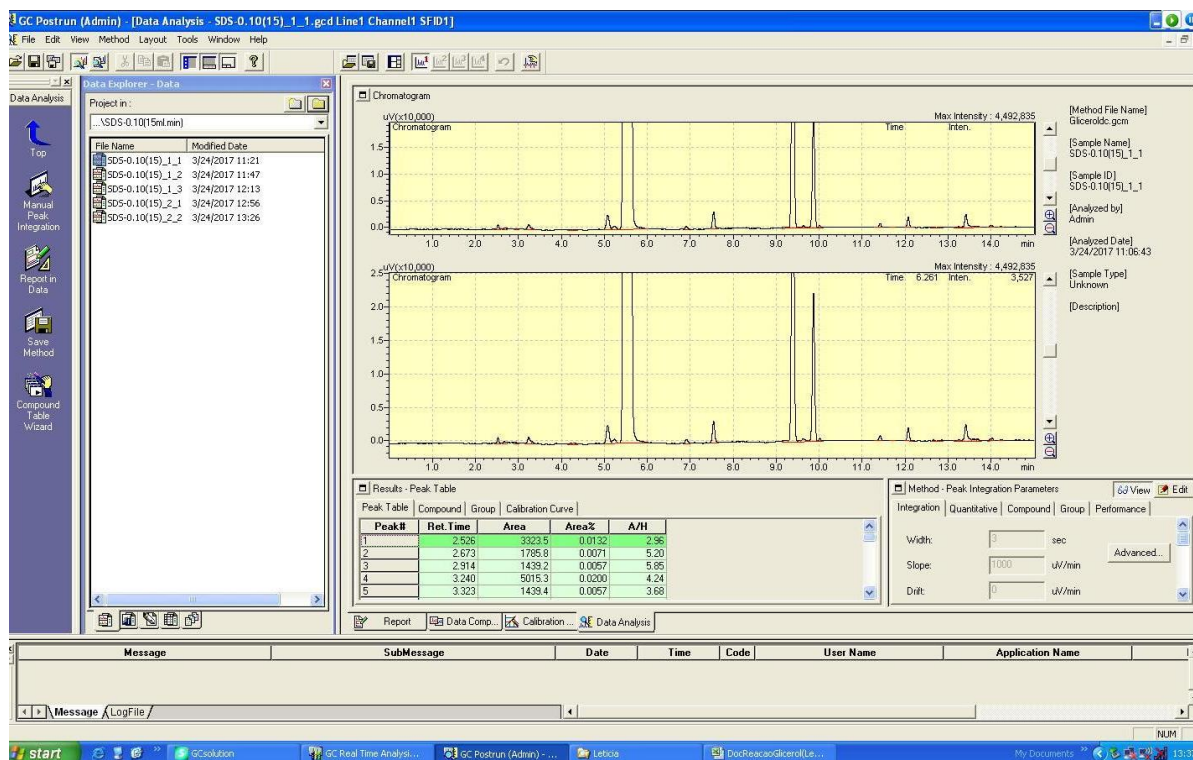 GC Postrun (Admin) - [Data Analysis - SDS-0.10(15)_1_1.gcd Line1 Channel1 SFID1]
File Edit View Method Layout Tools Window Help
Data Analysis
Top
Manual
Peak
Integration
Report in
Data
Save
Method
Compound
Table
Wizard
Data Explorer - Data
Project in :
...\SDS-0.10(15ml.min)
File Name Modified Date
SDS-0.10(15)_1_1 3/24/2017 11:21
SDS-0.10(15)_1_2 3/24/2017 11:47
SDS-0.10(15)_1_3 3/24/2017 12:13
SDS-0.10(15)_2_1 3/24/2017 12:56
SDS-0.10(15)_2_2 3/24/2017 13:26
Chromatogram
uV(x10,000) Max Intensity : 4,492,835
Chromatogram Time Inten.
1.5
1.0
0.5
0.0
1.0 2.0 3.0 4.0 5.0 6.0 7.0 8.0 9.0 10.0 11.0 12.0 13.0 14.0 min
uV(x10,000) Max Intensity : 4,492,835
2.5 Chromatogram Time 6.261 Inten. 3,527
2.0
1.5
1.0
0.5
0.0
1.0 2.0 3.0 4.0 5.0 6.0 7.0 8.0 9.0 10.0 11.0 12.0 13.0 14.0 min
[Method File Name]
Gliceroldc.gcm
[Sample Name]
SDS-0.10(15)_1_1
[Sample ID]
SDS-0.10(15)_1_1
[Analyzed by]
Admin
[Analyzed Date]
3/24/2017 11:06:43
[Sample Type]
Unknown
[Description]
Results - Peak Table
Peak Table Compound Group Calibration Curve
Peak# Ret.Time Area Area% A/H
1 2.526 3323.5 0.0132 2.96
2 2.673 1785.8 0.0071 5.20
3 2.914 1439.2 0.0057 5.85
4 3.240 5015.3 0.0200 4.24
5 3.323 1439.4 0.0057 3.68
Method - Peak Integration Parameters View Edit
Integration Quantitative Compound Group Performance
Width: 3 sec
Slope: 1000 uV/min
Drift: 0 uV/min
Advanced...
Report Data Comp... Calibration ... Data Analysis
Message SubMessage Date Time Code User Name Application Name
Message LogFile
NUM
start GCsolution GC Real Time Analysi... GC Postrun (Admin) - ... Leticia DocReacaoGlicerol(Le... My Documents